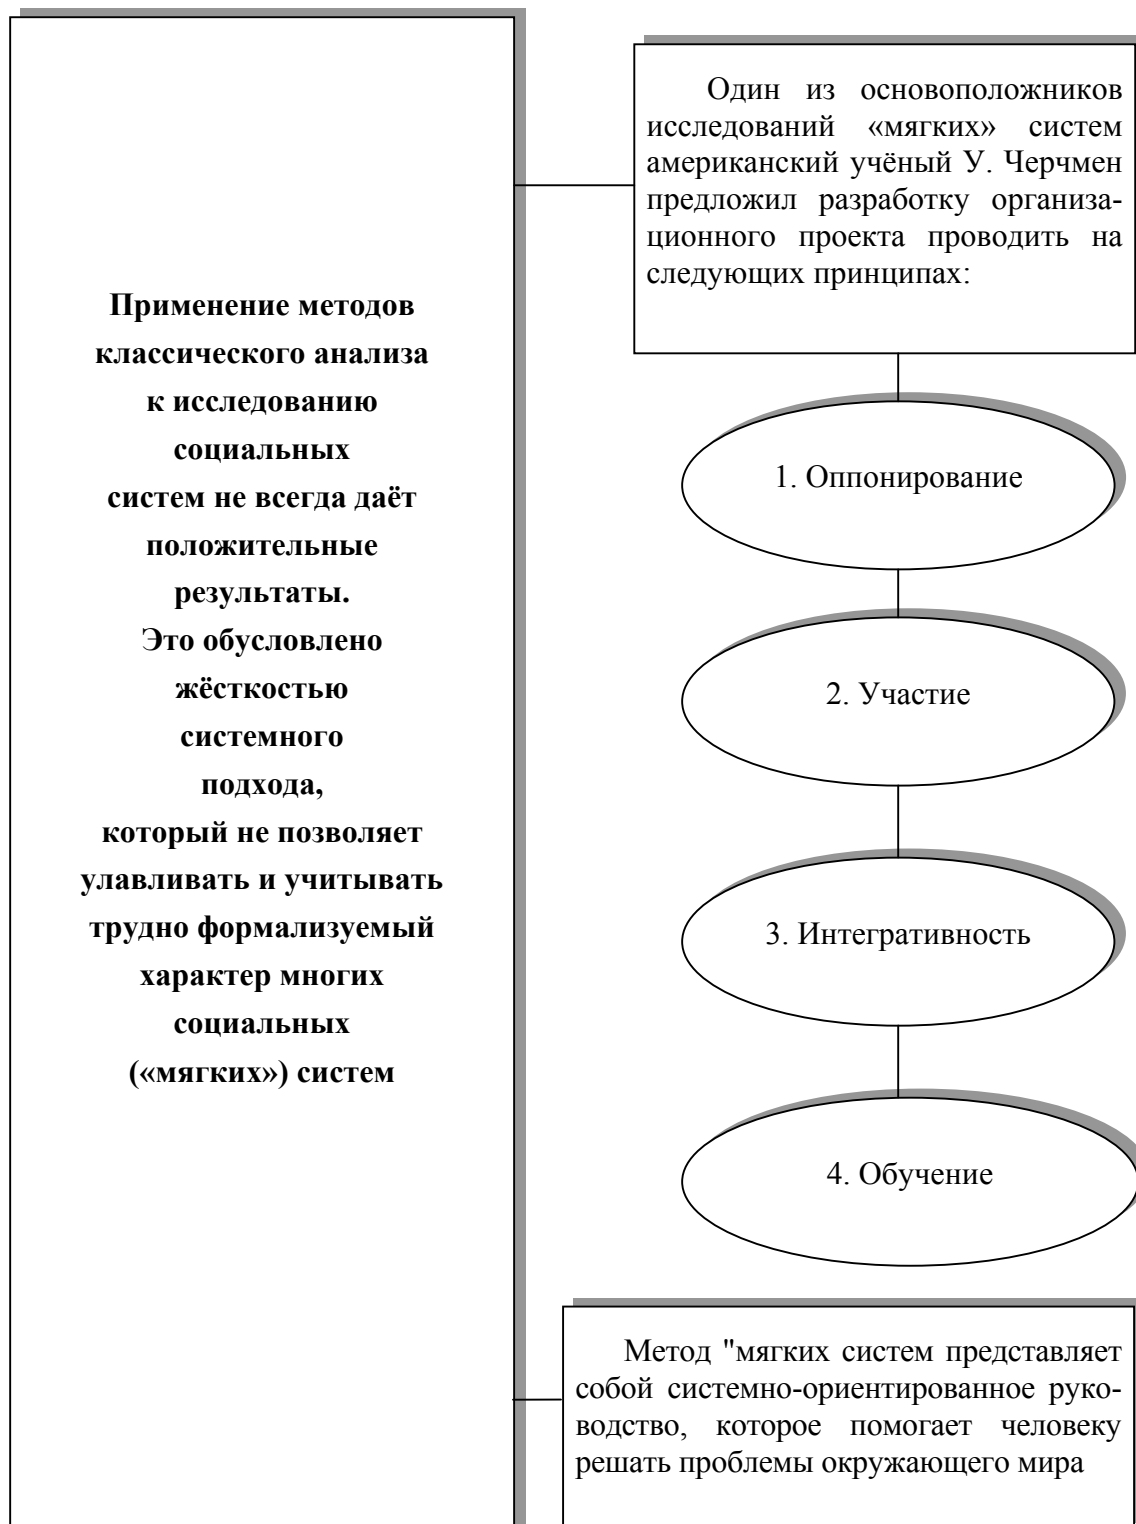 Применение методов
классического анализа
к исследованию
социальных
систем не всегда даёт
положительные
результаты.
Это обусловлено
жёсткостью
системного
подхода,
который не позволяет
улавливать и учитывать
трудно формализуемый
характер многих
социальных
(«мягких») систем
Один из основоположников
исследований «мягких» систем
американский учёный У. Черчмен
предложил разработку организа-
ционного проекта проводить на
следующих принципах:
1. Оппонирование
2. Участие
3. Интегративность
4. Обучение
Метод "мягких систем представляет
собой системно-ориентированное руко-
водство, которое помогает человеку
решать проблемы окружающего мира